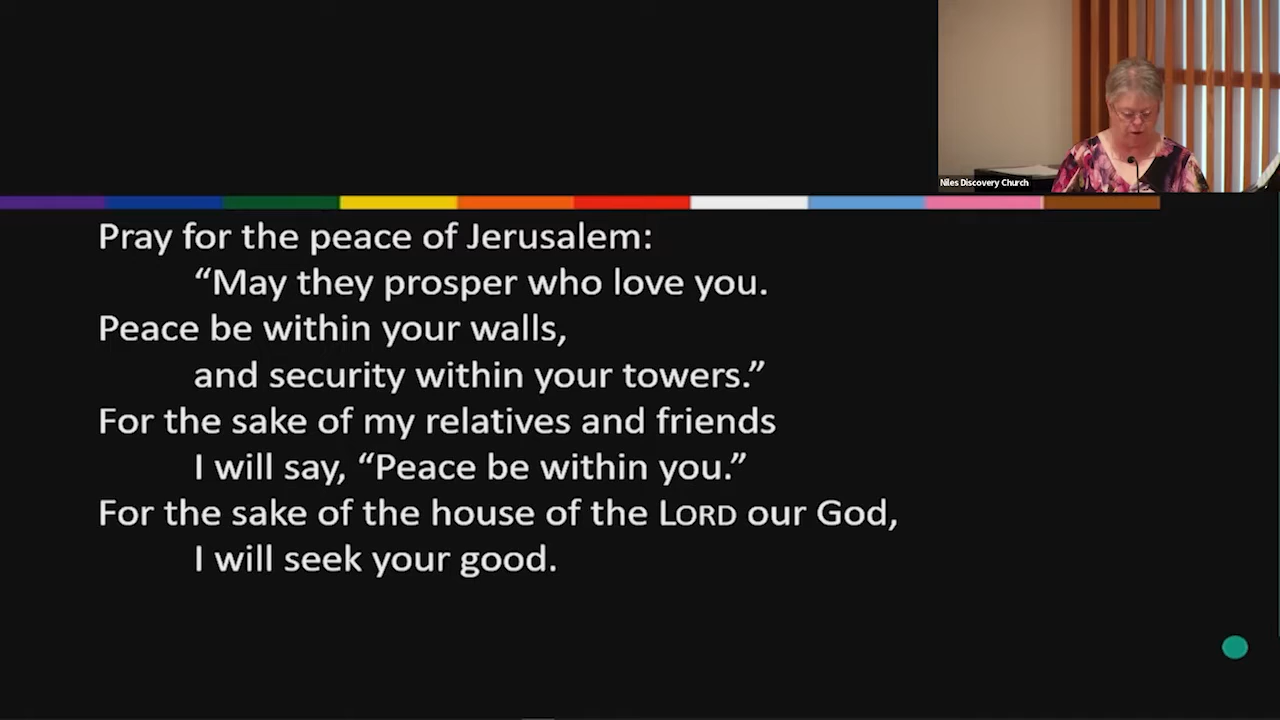 Niles Discovery Church
Pray for the peace of Jerusalem:
“May they prosper who love you.
Peace be within your walls,
and security within your towers.”
For the sake of my relatives and friends
I will say, “Peace be within you.”
For the sake of the house of the LORD our God,
I will seek your good.